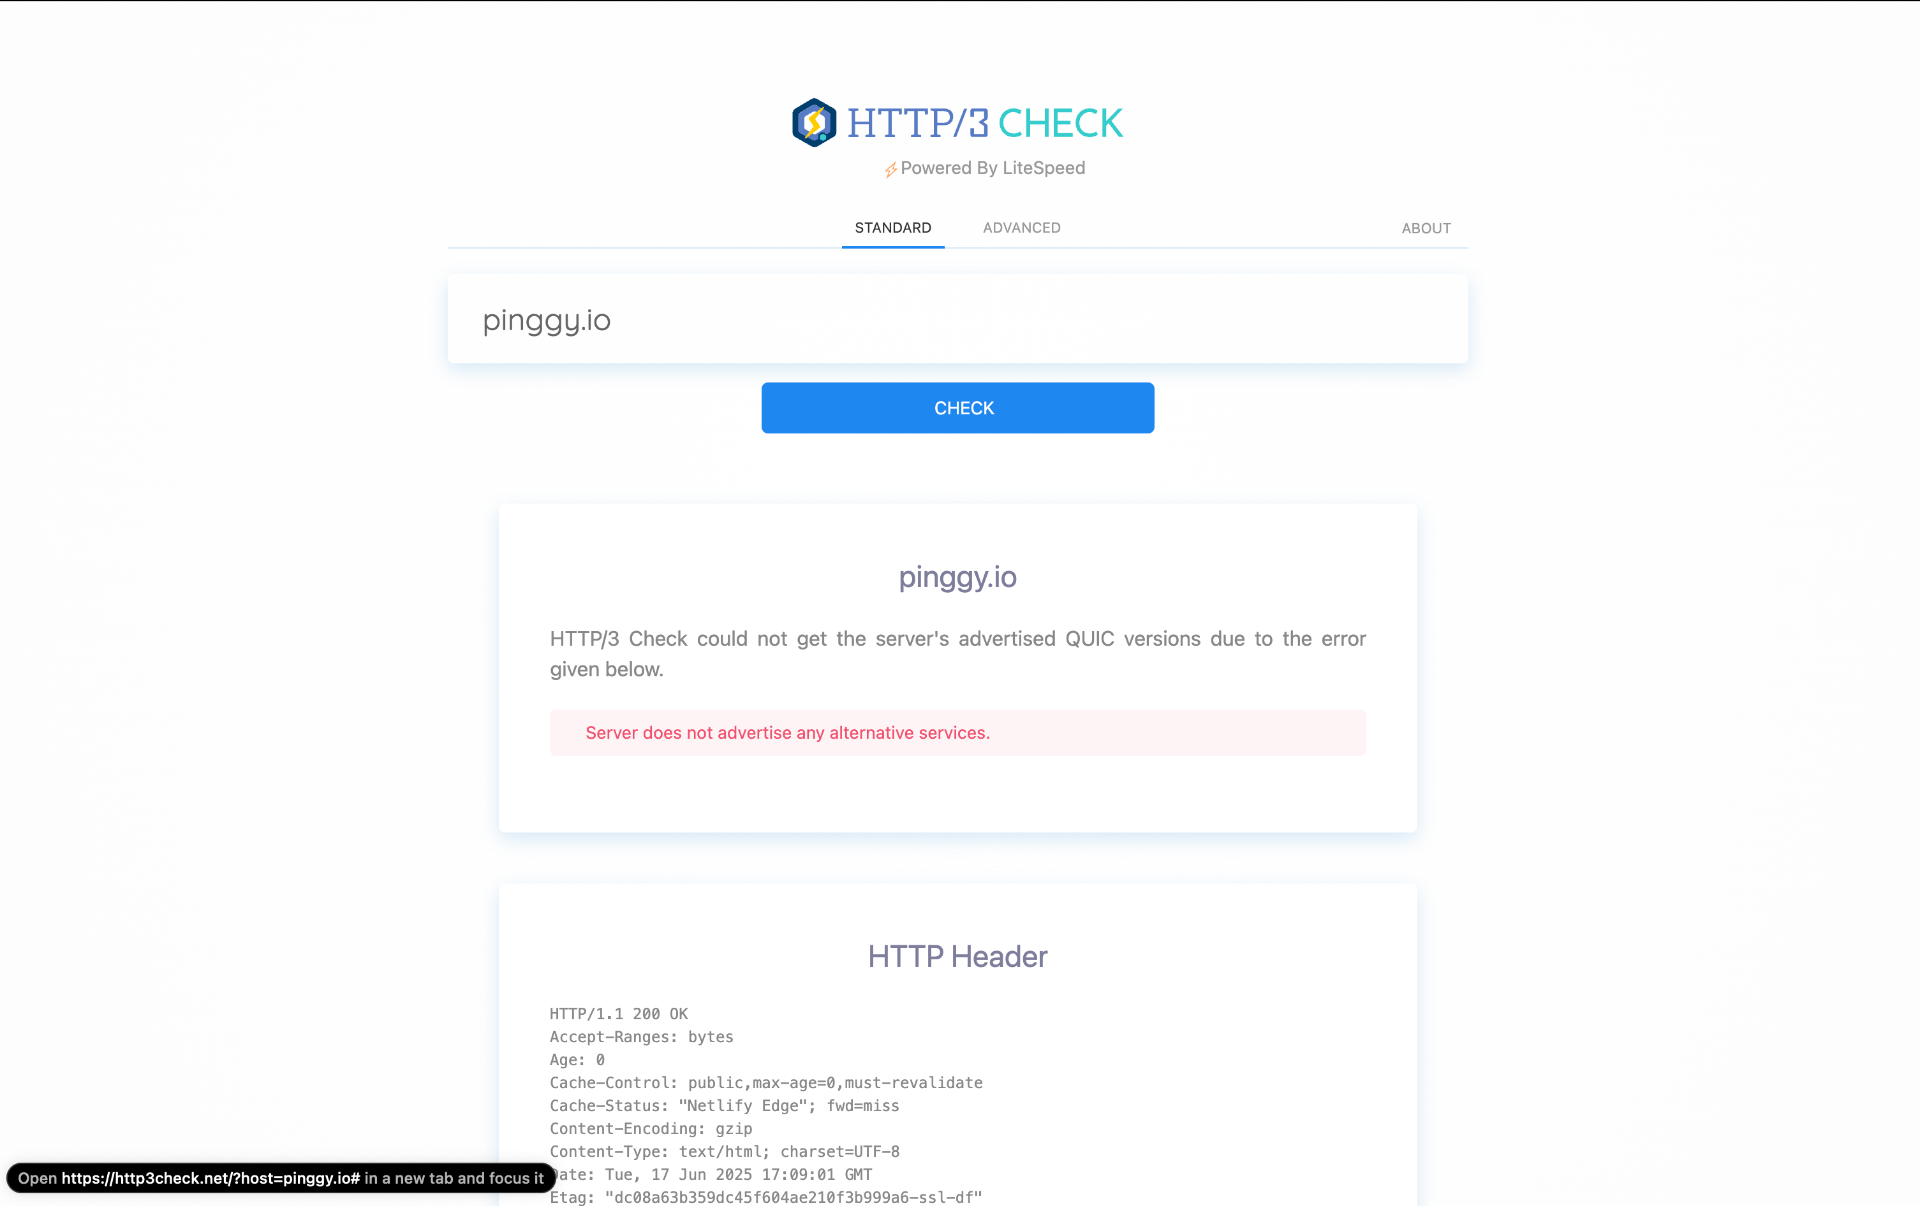 HTTP/3 CHECK
Powered By LiteSpeed
STANDARD
ADVANCED
ABOUT
pinggy.io
CHECK
pinggy.io
HTTP/3 Check could not get the server's advertised QUIC versions due to the error
given below.
Server does not advertise any alternative services.
HTTP Header
HTTP/1.1 200 OK
Accept-Ranges: bytes
Age: 0
Cache-Control: public,max-age=0,must-revalidate
Cache-Status: "Netlify Edge"; fwd=miss
Content-Encoding: gzip
Content-Type: text/html; charset=UTF-8
Date: Tue, 17 Jun 2025 17:09:01 GMT
Etag: "dc08a63b359dc45f604ae210f3b999a6-ssl-df"
Open https://http3check.net/?host=pinggy.io# in a new tab and focus it